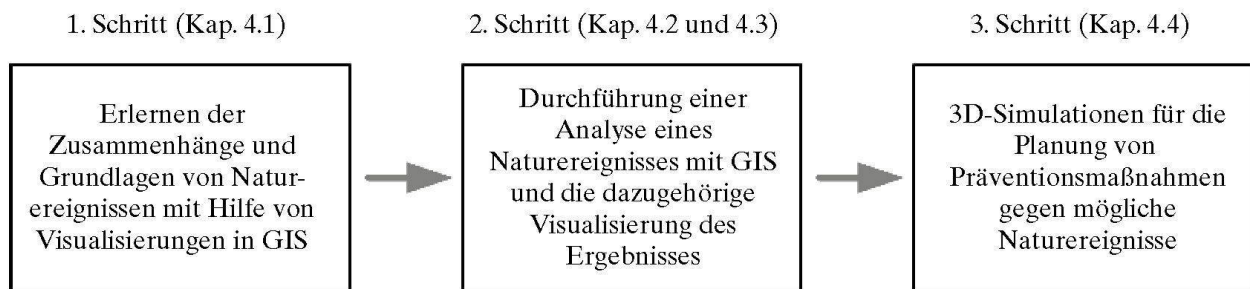 1. Schritt (Kap. 4.1)
2. Schritt (Kap. 4.2 und 4.3)
3. Schritt (Kap. 4.4)
Erlernen der
Zusammenhänge und
Grundlagen von Natur-
ereignissen mit Hilfe von
Visualisierungen in GIS
Durchführung einer
Analyse eines
Naturereignisses mit GIS
und die dazugehörige
Visualisierung des
Ergebnisses
3D-Simulationen für die
Planung von
Präventionsmaßnahmen
gegen mögliche
Naturereignisse